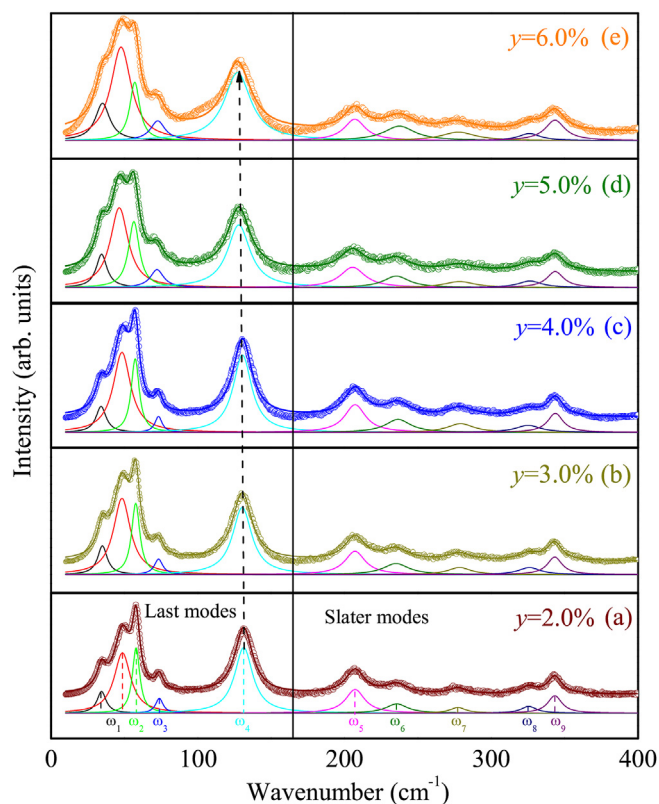 y=6.0% (e)
y=5.0% (d)
y=4.0% (c)
y=3.0% (b)
y=2.0% (a)
Last modes
Slater modes
ω₁ ω₂ ω₃ ω₄ ω₅ ω₆ ω₇ ω₈ ω₉
0 100 200 300 400
Wavenumber (cm⁻¹)
Intensity (arb. units)